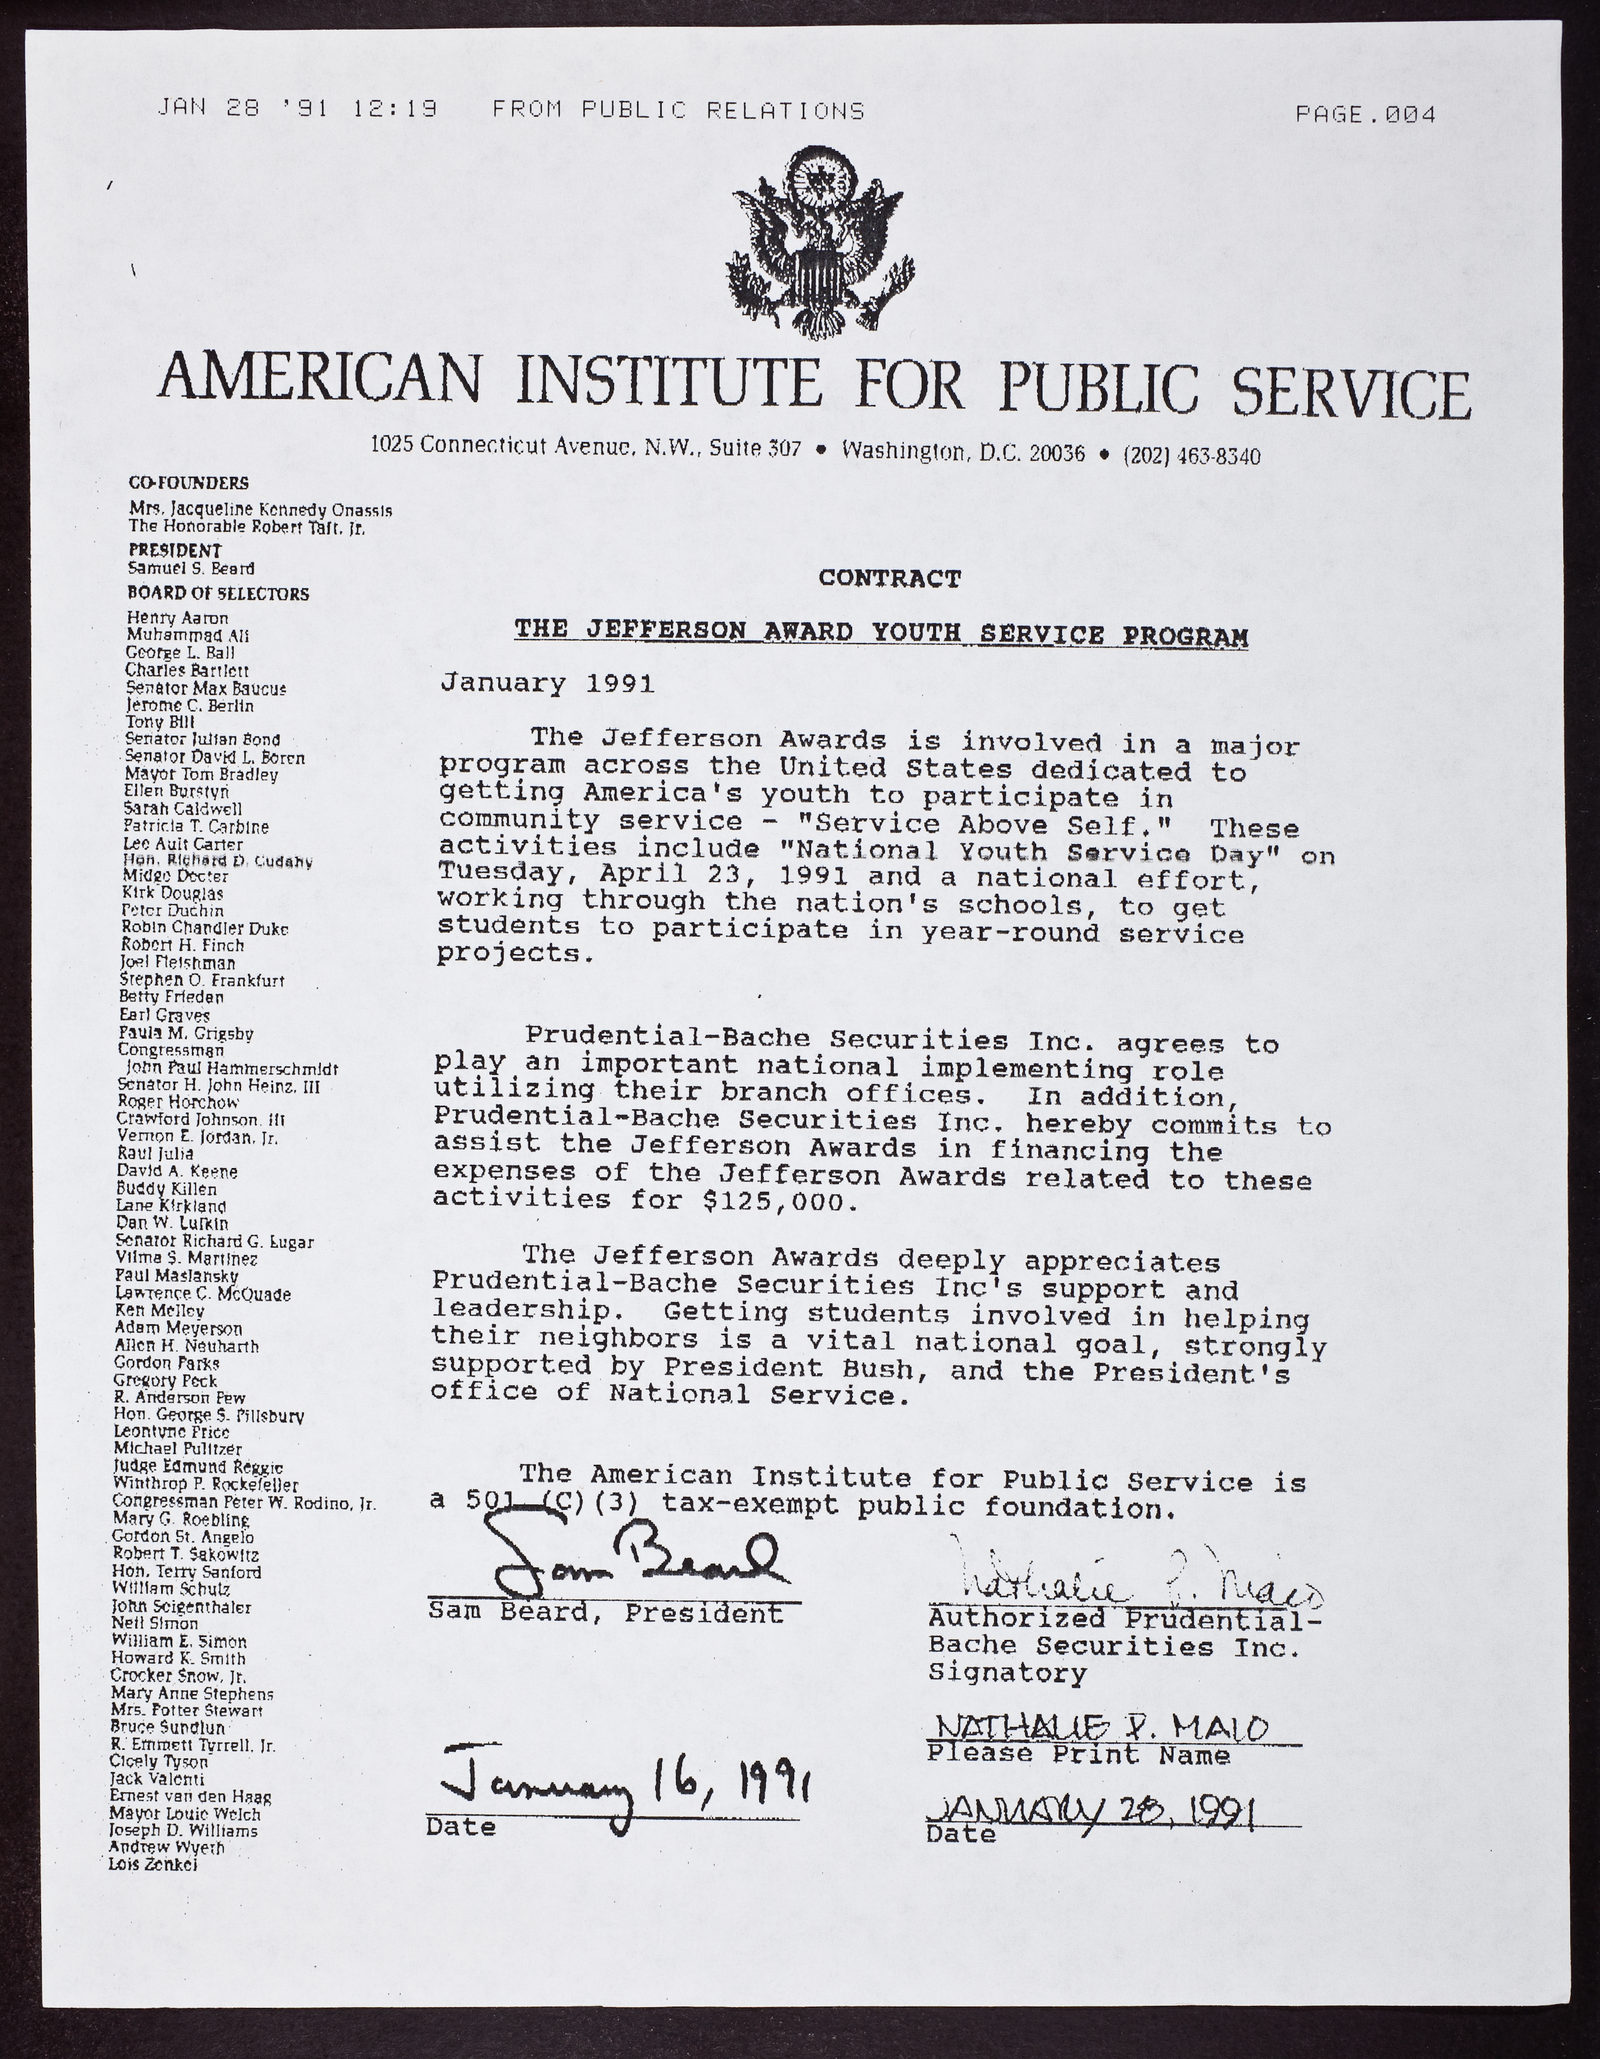 JAN 28 '91 12:19 FROM PUBLIC RELATIONS PAGE.004
AMERICAN INSTITUTE FOR PUBLIC SERVICE
1025 Connecticut Avenue, N.W., Suite 307 • Washington, D.C. 20036 • (202) 463-8340
CO-FOUNDERS
Mrs. Jacqueline Kennedy Onassis
The Honorable Robert Taft, Jr.
PRESIDENT
Samuel S. Beard
BOARD OF SELECTORS
Henry Aaron
Muhammad Ali
George L. Ball
Charles Bartlett
Senator Max Baucus
Jerome C. Berlin
Tony Bill
Senator Julian Bond
Senator David L. Boren
Mayor Tom Bradley
Ellen Burstyn
Sarah Caldwell
Patricia T. Carbine
Lee Ault Carter
Hon. Richard D. Cudahy
Midge Decter
Kirk Douglas
Peter Duchin
Robin Chandler Duke
Robert H. Finch
Joel Fleishman
Stephen O. Frankfurt
Betty Friedan
Earl Graves
Paula M. Grigsby
Congressman
John Paul Hammerschmidt
Senator H. John Heinz, III
Roger Horchow
Crawford Johnson, III
Vernon E. Jordan, Jr.
Raul Julia
David A. Keene
Buddy Killen
Lane Kirkland
Dan W. Lufkin
Senator Richard G. Lugar
Vilma S. Martinez
Paul Maslansky
Lawrence C. McQuade
Ken Melley
Adam Meyerson
Allen H. Neuharth
Gordon Parks
Gregory Peck
R. Anderson Pew
Hon. George S. Pillsbury
Leontyne Price
Michael Pulitzer
Judge Edmund Reggie
Winthrop P. Rockefeller
Congressman Peter W. Rodino, Jr.
Mary G. Roebling
Gordon St. Angelo
Robert T. Sakowitz
Hon. Terry Sanford
William Schulz
John Seigenthaler
Neil Simon
William E. Simon
Howard K. Smith
Crocker Snow, Jr.
Mary Anne Stephens
Mrs. Potter Stewart
Bruce Sundlun
R. Emmett Tyrrell, Jr.
Cicely Tyson
Jack Valenti
Ernest van den Haag
Mayor Louie Welch
Joseph D. Williams
Andrew Wyeth
Lois Zenkel
CONTRACT
THE JEFFERSON AWARD YOUTH SERVICE PROGRAM
January 1991
The Jefferson Awards is involved in a major
program across the United States dedicated to
getting America's youth to participate in
community service - "Service Above Self." These
activities include "National Youth Service Day" on
Tuesday, April 23, 1991 and a national effort,
working through the nation's schools, to get
students to participate in year-round service
projects.
Prudential-Bache Securities Inc. agrees to
play an important national implementing role
utilizing their branch offices. In addition,
Prudential-Bache Securities Inc. hereby commits to
assist the Jefferson Awards in financing the
expenses of the Jefferson Awards related to these
activities for $125,000.
The Jefferson Awards deeply appreciates
Prudential-Bache Securities Inc's support and
leadership. Getting students involved in helping
their neighbors is a vital national goal, strongly
supported by President Bush, and the President's
office of National Service.
The American Institute for Public Service is
a 501 (C)(3) tax-exempt public foundation.
Sam Beard
Sam Beard, President
January 16, 1991
Date
Nathalie P. Maio
Authorized Prudential-
Bache Securities Inc.
Signatory
NATHALIE P. MAIO
Please Print Name
JANUARY 28, 1991
Date